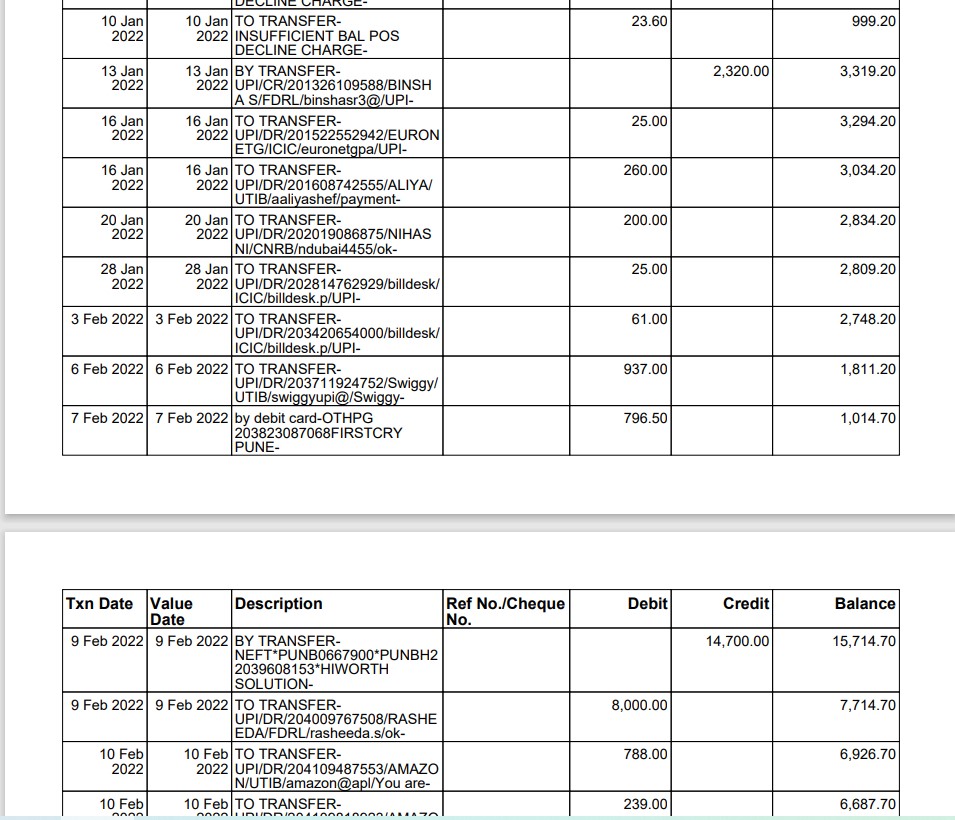 DECLINE CHARGE-
10 Jan 10 Jan TO TRANSFER- 23.60 999.20
2022 2022 INSUFFICIENT BAL POS
DECLINE CHARGE-
13 Jan 13 Jan BY TRANSFER- 2,320.00 3,319.20
2022 2022 UPI/CR/201326109588/BINSH
A S/FDRL/binshasr3@/UPI-
16 Jan 16 Jan TO TRANSFER- 25.00 3,294.20
2022 2022 UPI/DR/201522552942/EURON
ETG/ICIC/euronetgpa/UPI-
16 Jan 16 Jan TO TRANSFER- 260.00 3,034.20
2022 2022 UPI/DR/201608742555/ALIYA/
UTIB/aaliyashef/payment-
20 Jan 20 Jan TO TRANSFER- 200.00 2,834.20
2022 2022 UPI/DR/202019086875/NIHAS
NI/CNRB/ndubai4455/ok-
28 Jan 28 Jan TO TRANSFER- 25.00 2,809.20
2022 2022 UPI/DR/202814762929/billdesk/
ICIC/billdesk.p/UPI-
3 Feb 2022 3 Feb 2022 TO TRANSFER- 61.00 2,748.20
UPI/DR/203420654000/billdesk/
ICIC/billdesk.p/UPI-
6 Feb 2022 6 Feb 2022 TO TRANSFER- 937.00 1,811.20
UPI/DR/203711924752/Swiggy/
UTIB/swiggyupi@/Swiggy-
7 Feb 2022 7 Feb 2022 by debit card-OTHPG 796.50 1,014.70
203823087068FIRSTCRY
PUNE-
Txn Date Value Description Ref No./Cheque Debit Credit Balance
Date No.
9 Feb 2022 9 Feb 2022 BY TRANSFER- 14,700.00 15,714.70
NEFT*PUNB0667900*PUNBH2
2039608153*HIWORTH
SOLUTION-
9 Feb 2022 9 Feb 2022 TO TRANSFER- 8,000.00 7,714.70
UPI/DR/204009767508/RASHE
EDA/FDRL/rasheeda.s/ok-
10 Feb 10 Feb TO TRANSFER- 788.00 6,926.70
2022 2022 UPI/DR/204109487553/AMAZO
N/UTIB/amazon@apl/You are-
10 Feb 10 Feb TO TRANSFER- 239.00 6,687.70